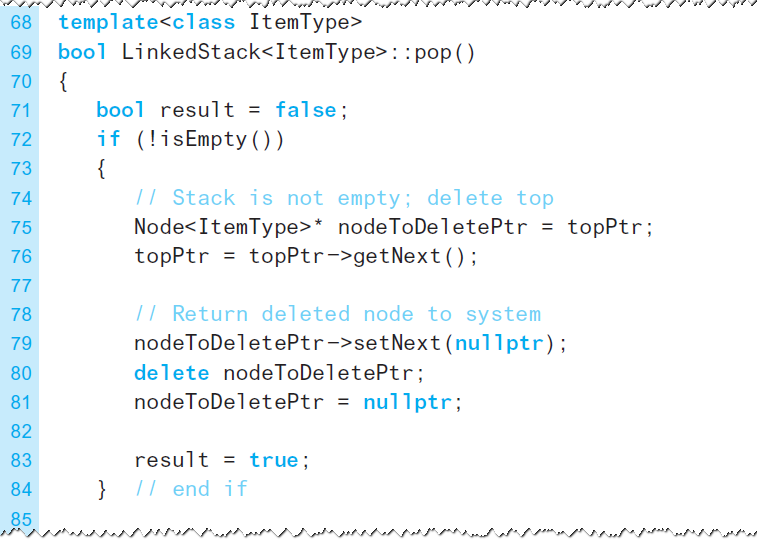 68 template<class ItemType>
69 bool LinkedStack<ItemType>::pop()
70 {
71 bool result = false;
72 if (!isEmpty())
73 {
74 // Stack is not empty; delete top
75 Node<ItemType>* nodeToDeletePtr = topPtr;
76 topPtr = topPtr->getNext();
77
78 // Return deleted node to system
79 nodeToDeletePtr->setNext(nullptr);
80 delete nodeToDeletePtr;
81 nodeToDeletePtr = nullptr;
82
83 result = true;
84 } // end if
85